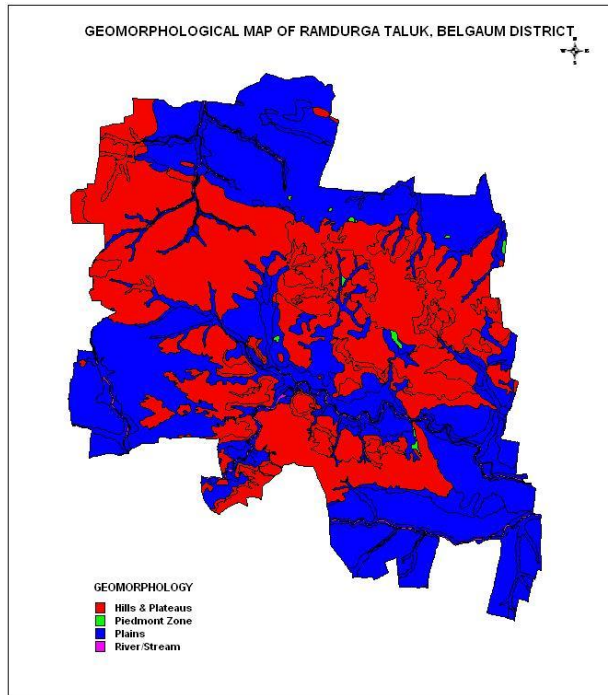 GEOMORPHOLOGICAL MAP OF RAMDURGA TALUK, BELGAUM DISTRICT
GEOMORPHOLOGY
Hills & Plateaus
Piedmont Zone
Plains
River/Stream